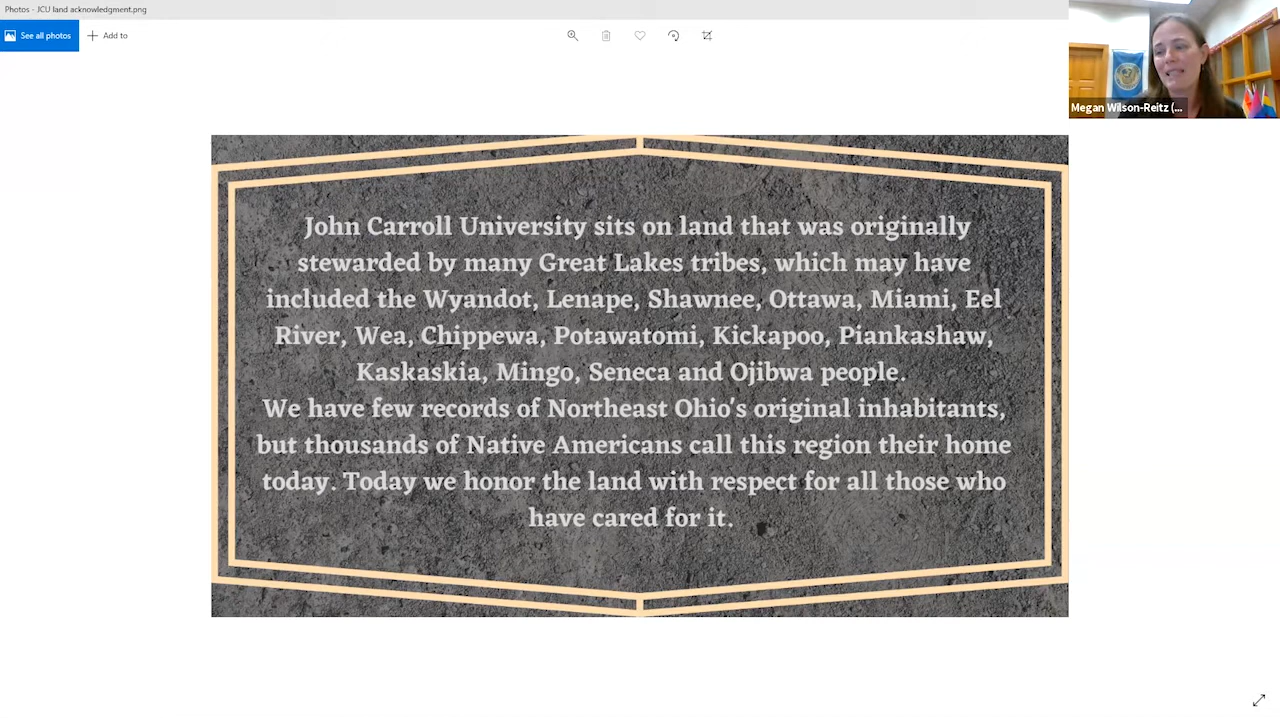 Photos - JCU land acknowledgment.png
See all photos
Add to
Megan Wilson-Reitz (...
John Carroll University sits on land that was originally
stewarded by many Great Lakes tribes, which may have
included the Wyandot, Lenape, Shawnee, Ottawa, Miami, Eel
River, Wea, Chippewa, Potawatomi, Kickapoo, Piankashaw,
Kaskaskia, Mingo, Seneca and Ojibwa people.
We have few records of Northeast Ohio's original inhabitants,
but thousands of Native Americans call this region their home
today. Today we honor the land with respect for all those who
have cared for it.